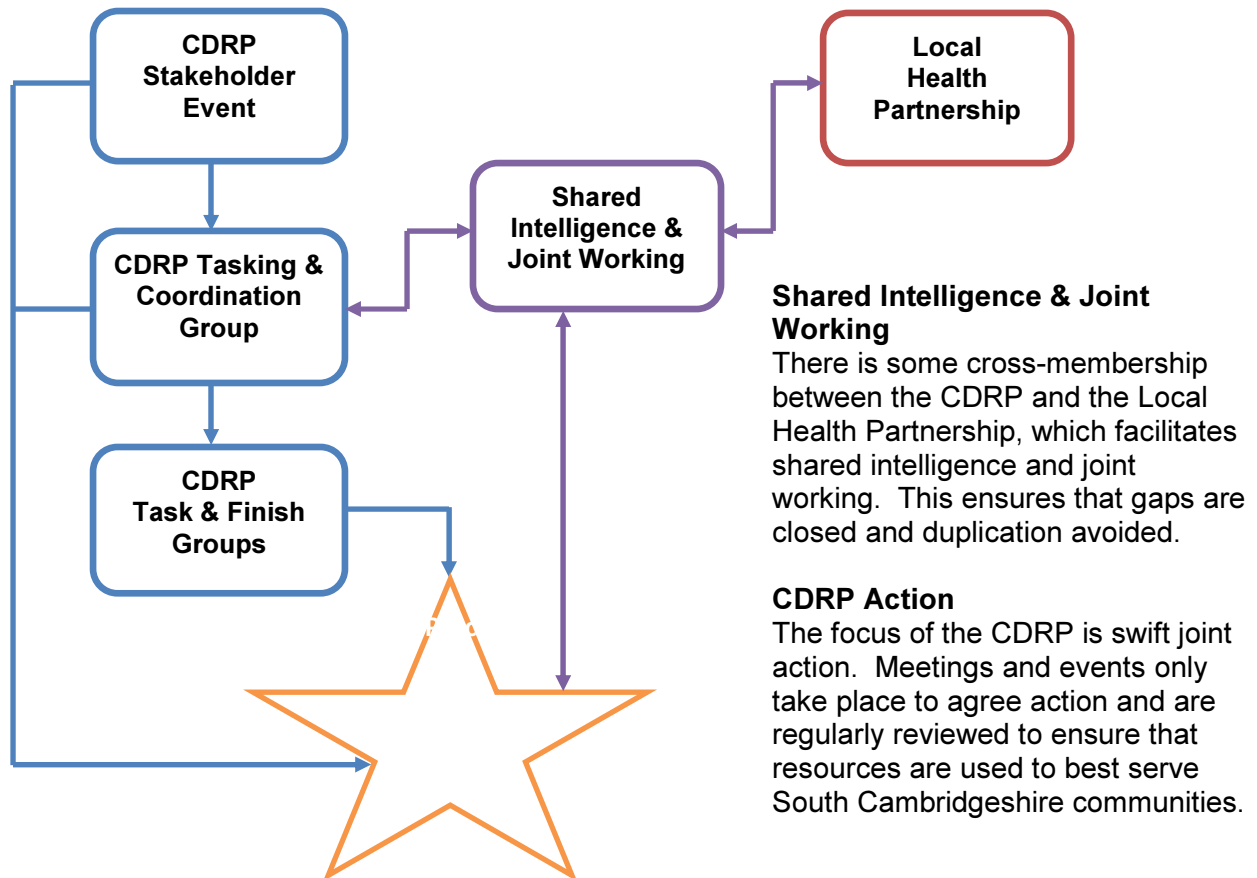 CDRP
Stakeholder
Event
Local
Health
Partnership
Shared
Intelligence &
Joint Working
CDRP Tasking &
Coordination
Group
CDRP
Task & Finish
Groups
Shared Intelligence & Joint
Working
There is some cross-membership
between the CDRP and the Local
Health Partnership, which facilitates
shared intelligence and joint
working.  This ensures that gaps are
closed and duplication avoided.
CDRP Action
The focus of the CDRP is swift joint
action.  Meetings and events only
take place to agree action and are
regularly reviewed to ensure that
resources are used to best serve
South Cambridgeshire communities.